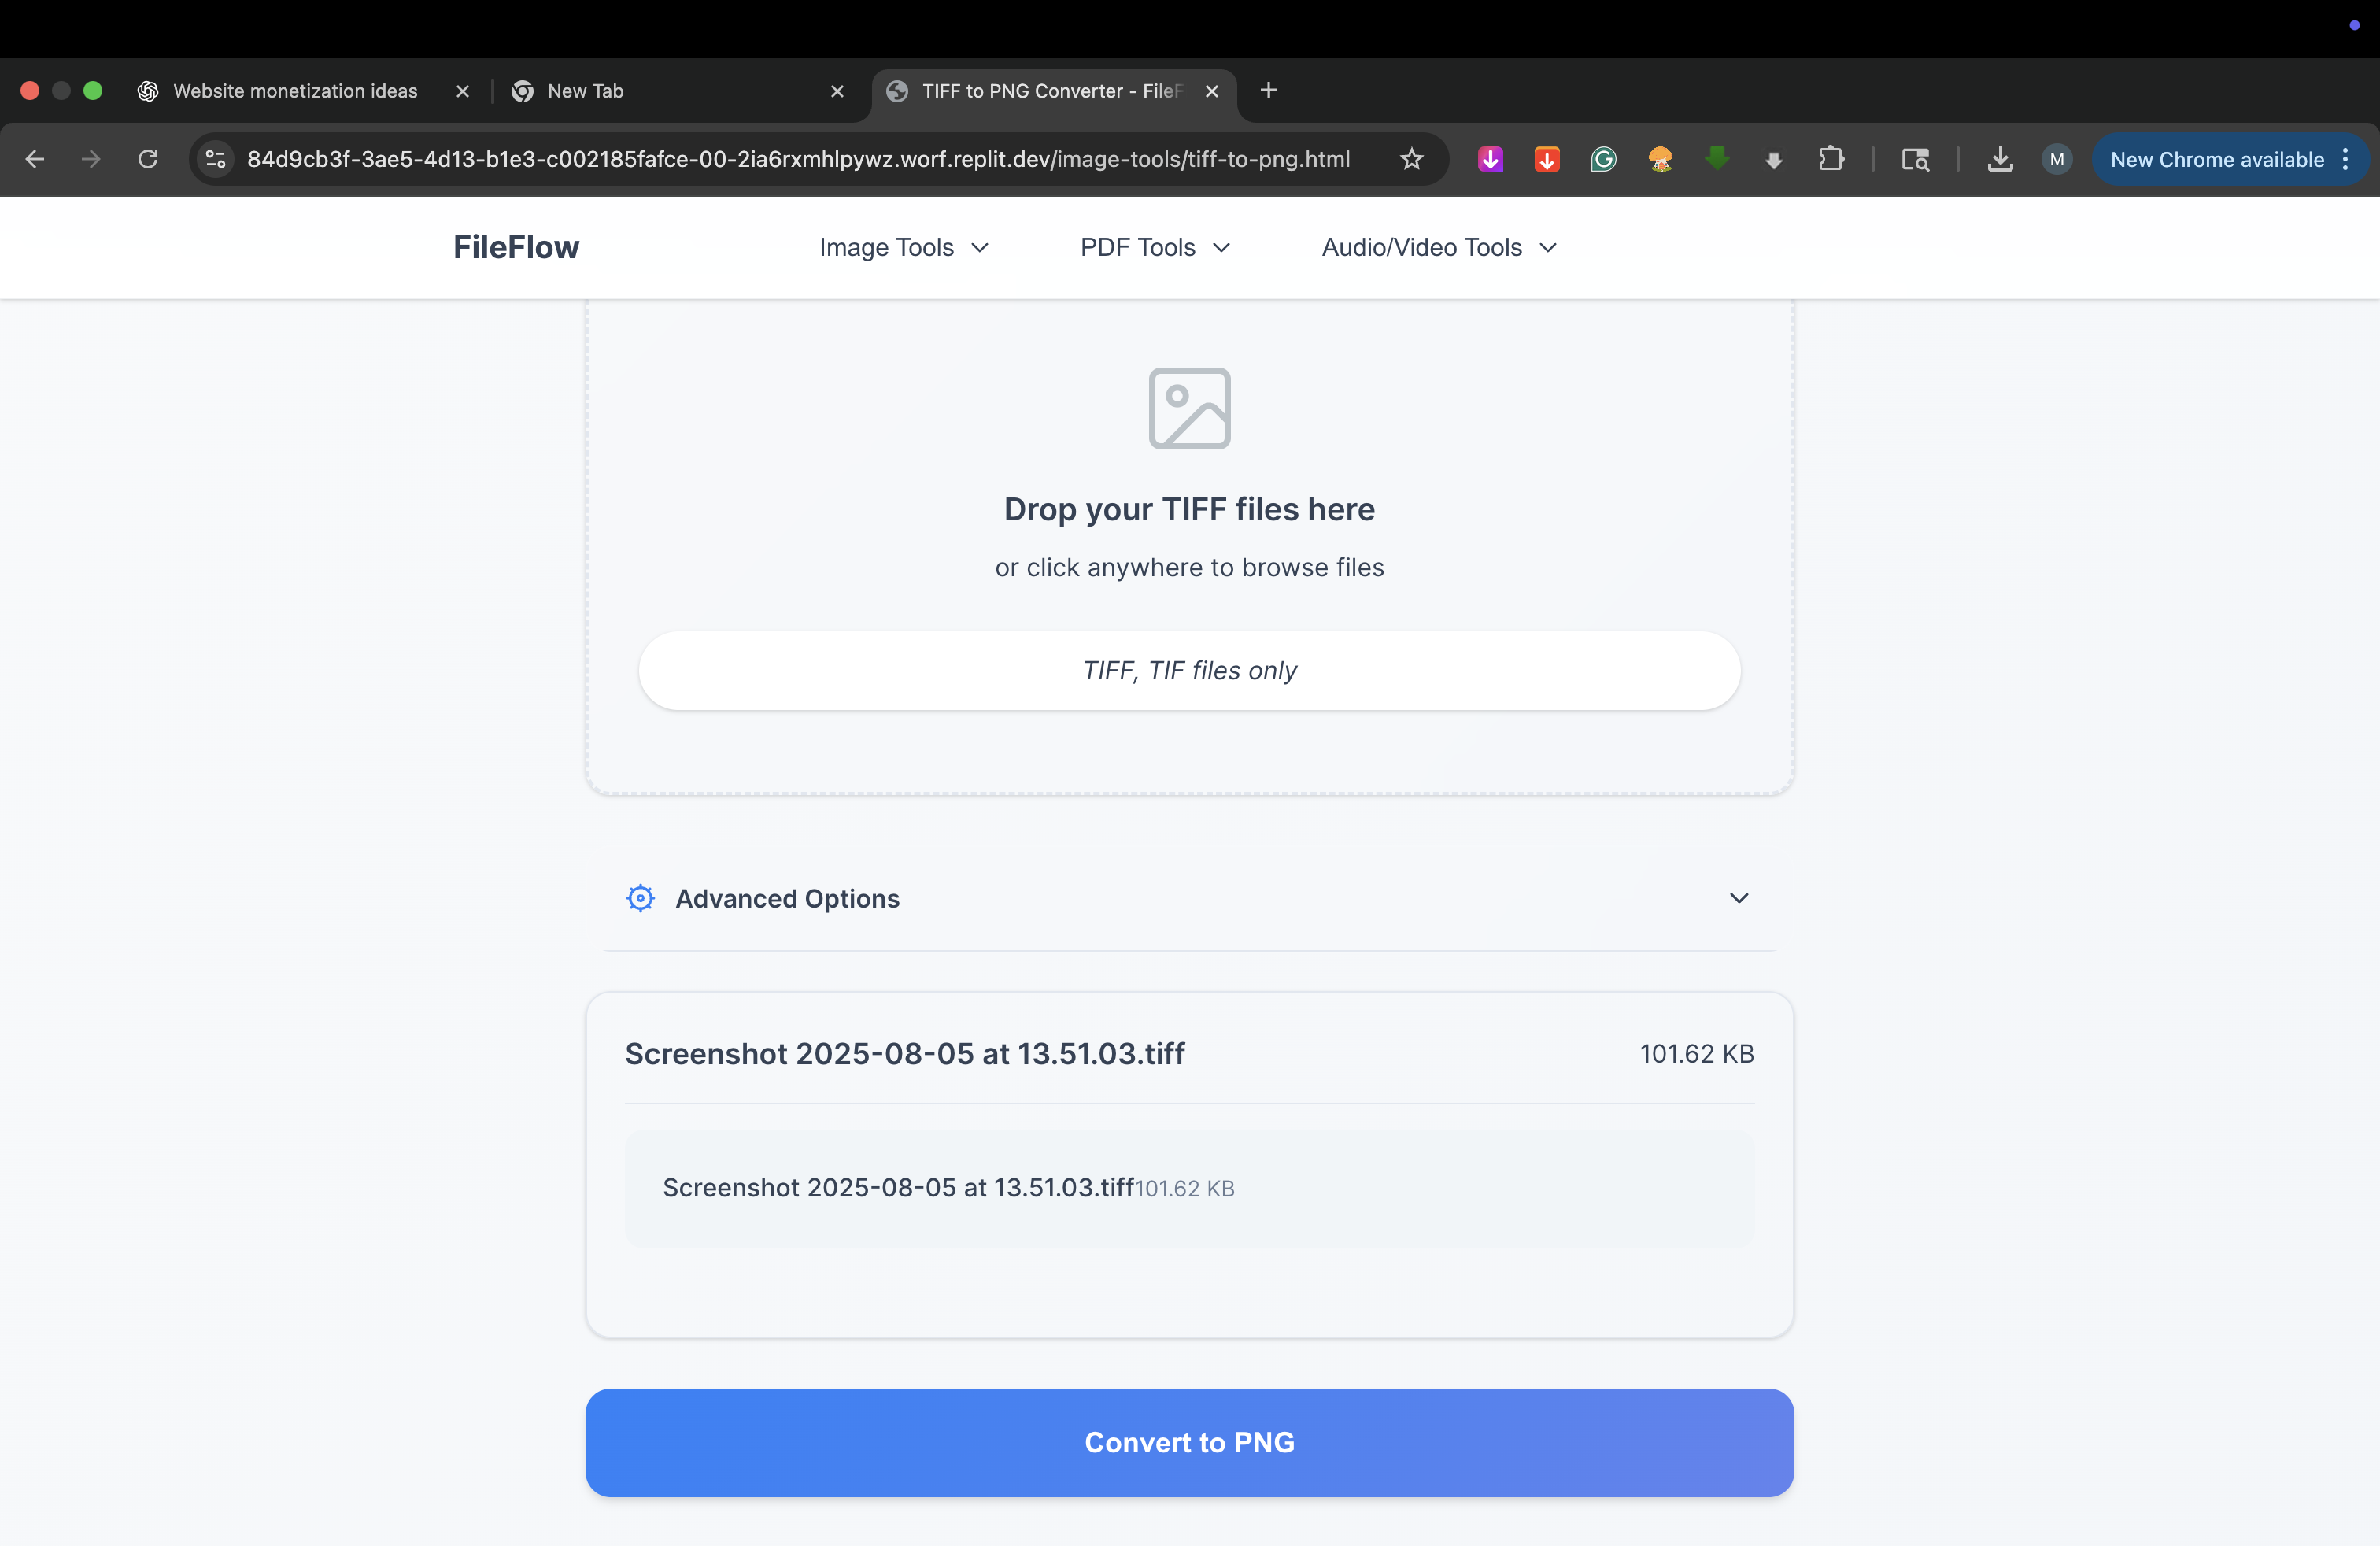 Website monetization ideas
New Tab
TIFF to PNG Converter - FileF
84d9cb3f-3ae5-4d13-b1e3-c002185fafce-00-2ia6rxmhlpywz.worf.replit.dev/image-tools/tiff-to-png.html
M
New Chrome available
FileFlow
Image Tools
PDF Tools
Audio/Video Tools
Drop your TIFF files here
or click anywhere to browse files
TIFF, TIF files only
Advanced Options
Screenshot 2025-08-05 at 13.51.03.tiff
101.62 KB
Screenshot 2025-08-05 at 13.51.03.tiff101.62 KB
Convert to PNG